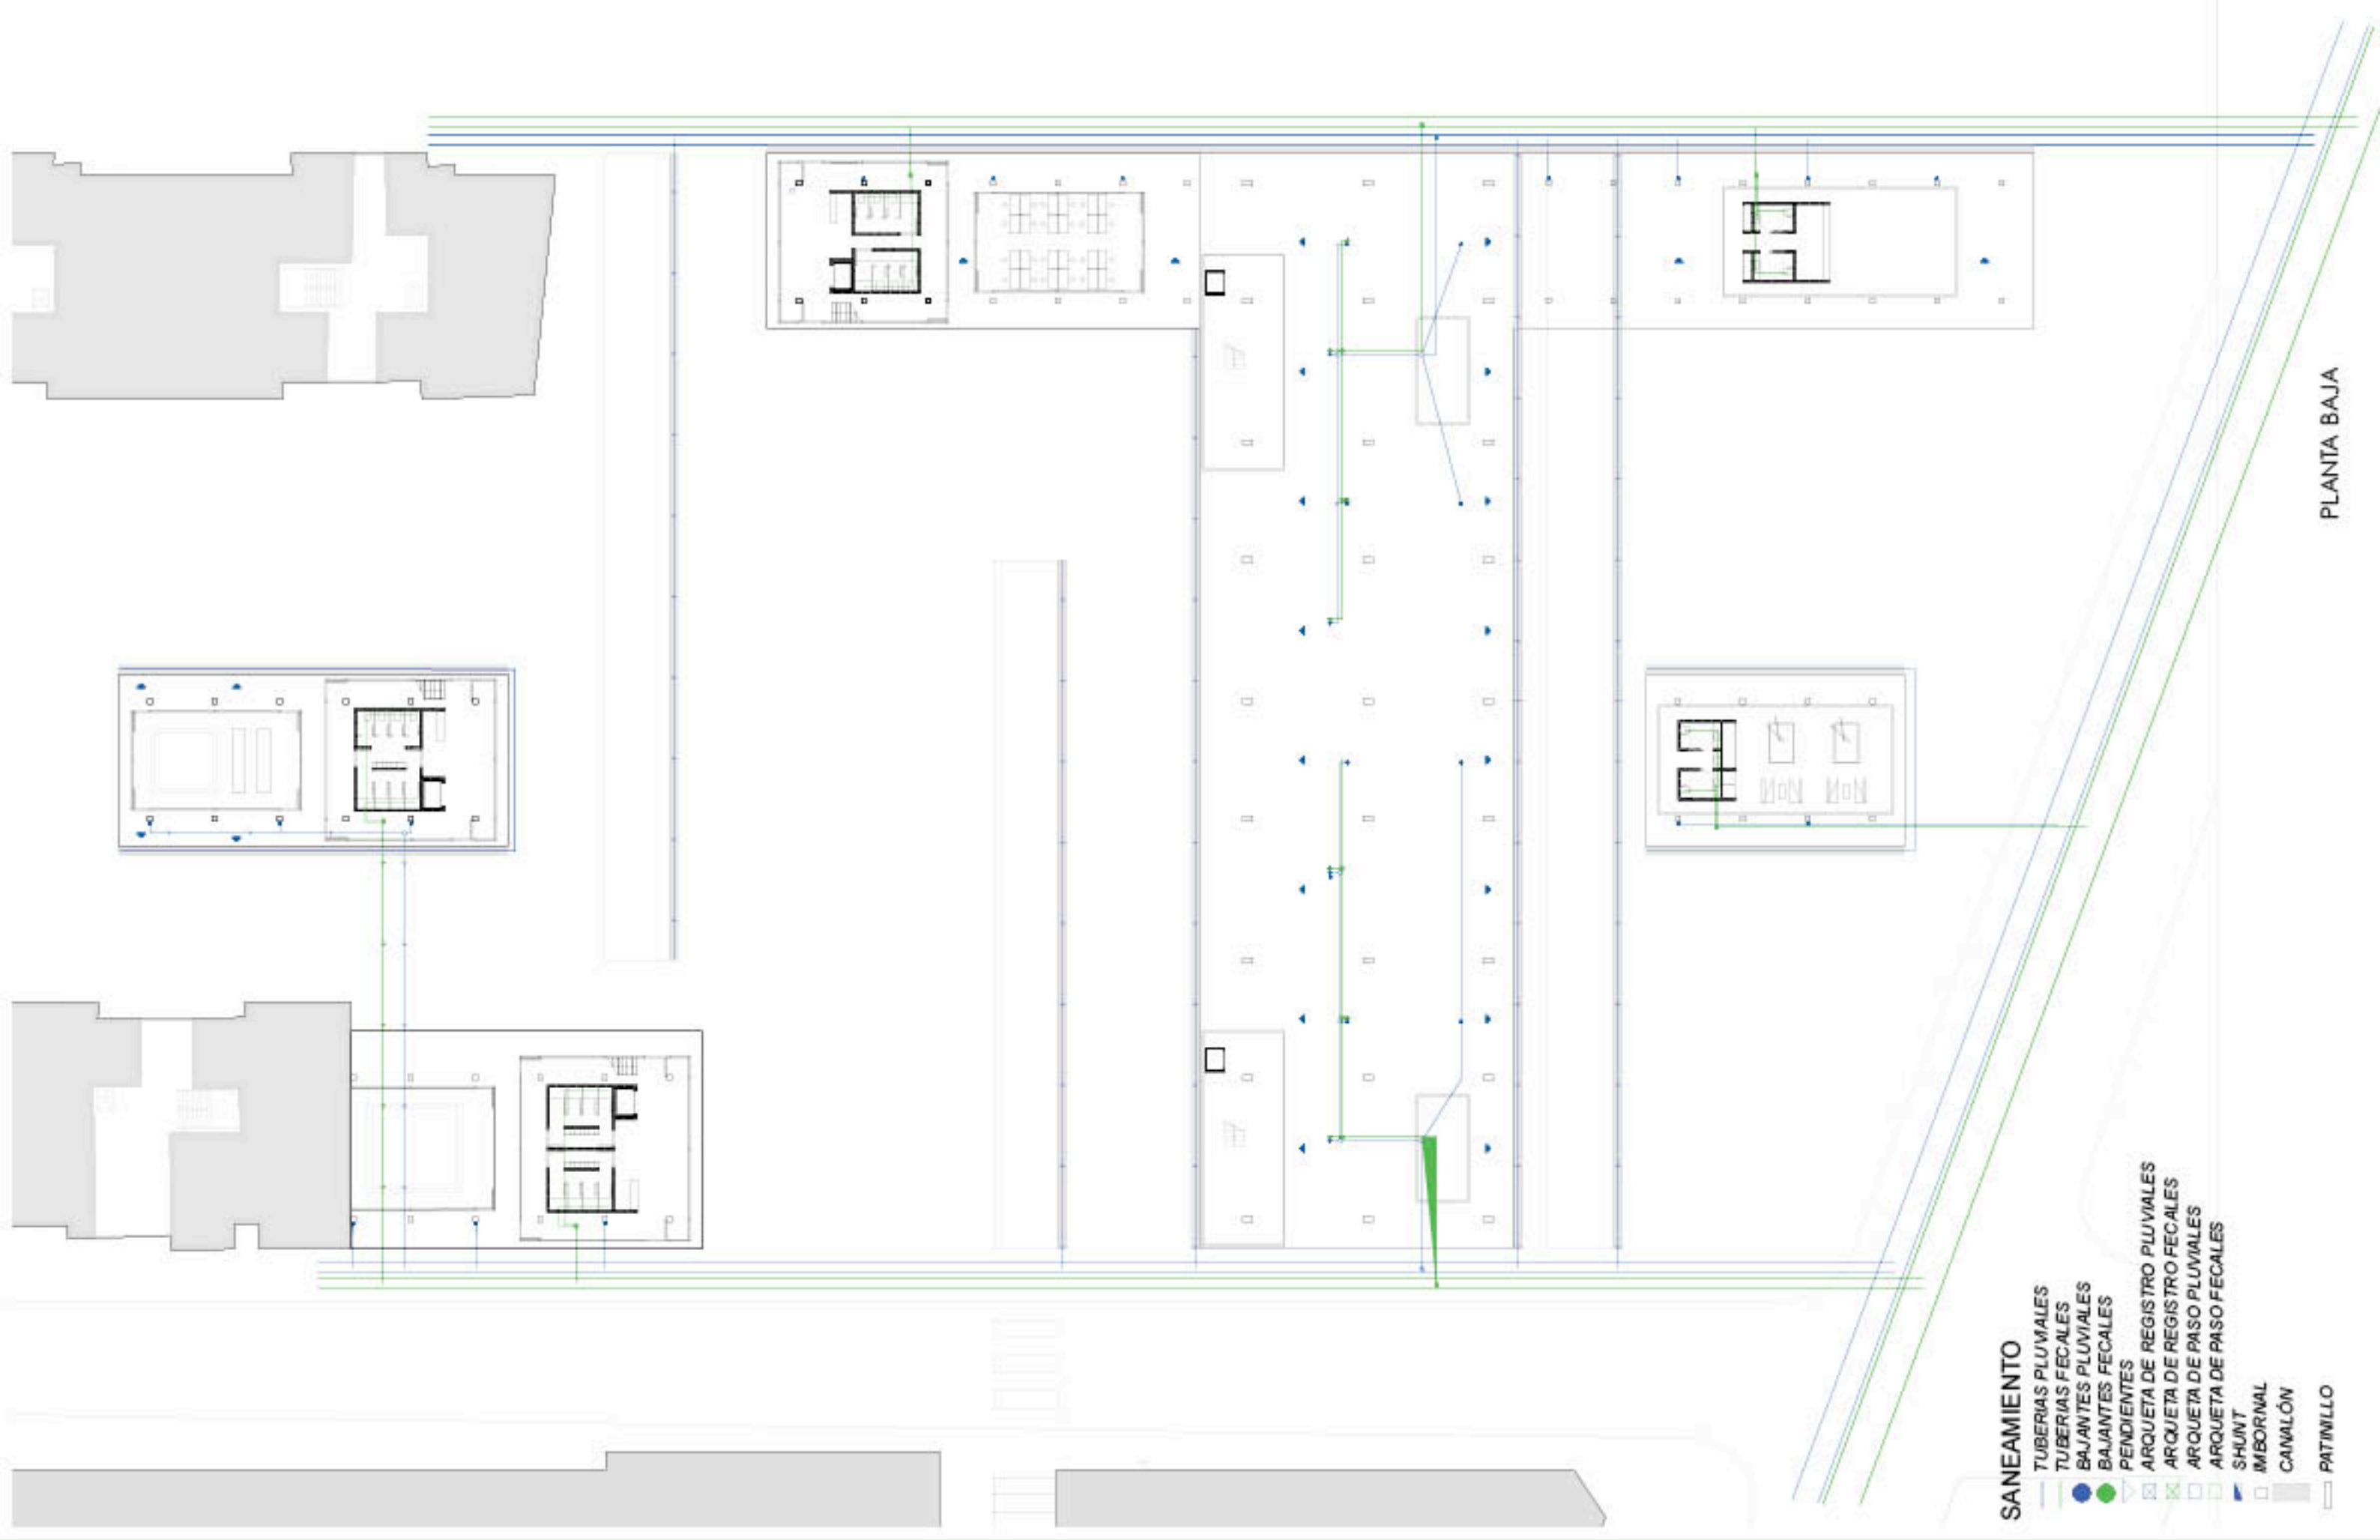 PLANTA BAJA
SANEAMIENTO
TUBERIAS PLUVIALES
TUBERIAS FECALES
BAJANTES PLUVIALES
BAJANTES FECALES
PENDIENTES
ARQUETA DE REGISTRO PLUVIALES
ARQUETA DE REGISTRO FECALES
ARQUETA DE PASO PLUVIALES
ARQUETA DE PASO FECALES
SHUNT
IMBORNAL
CANALÓN
PATINILLO